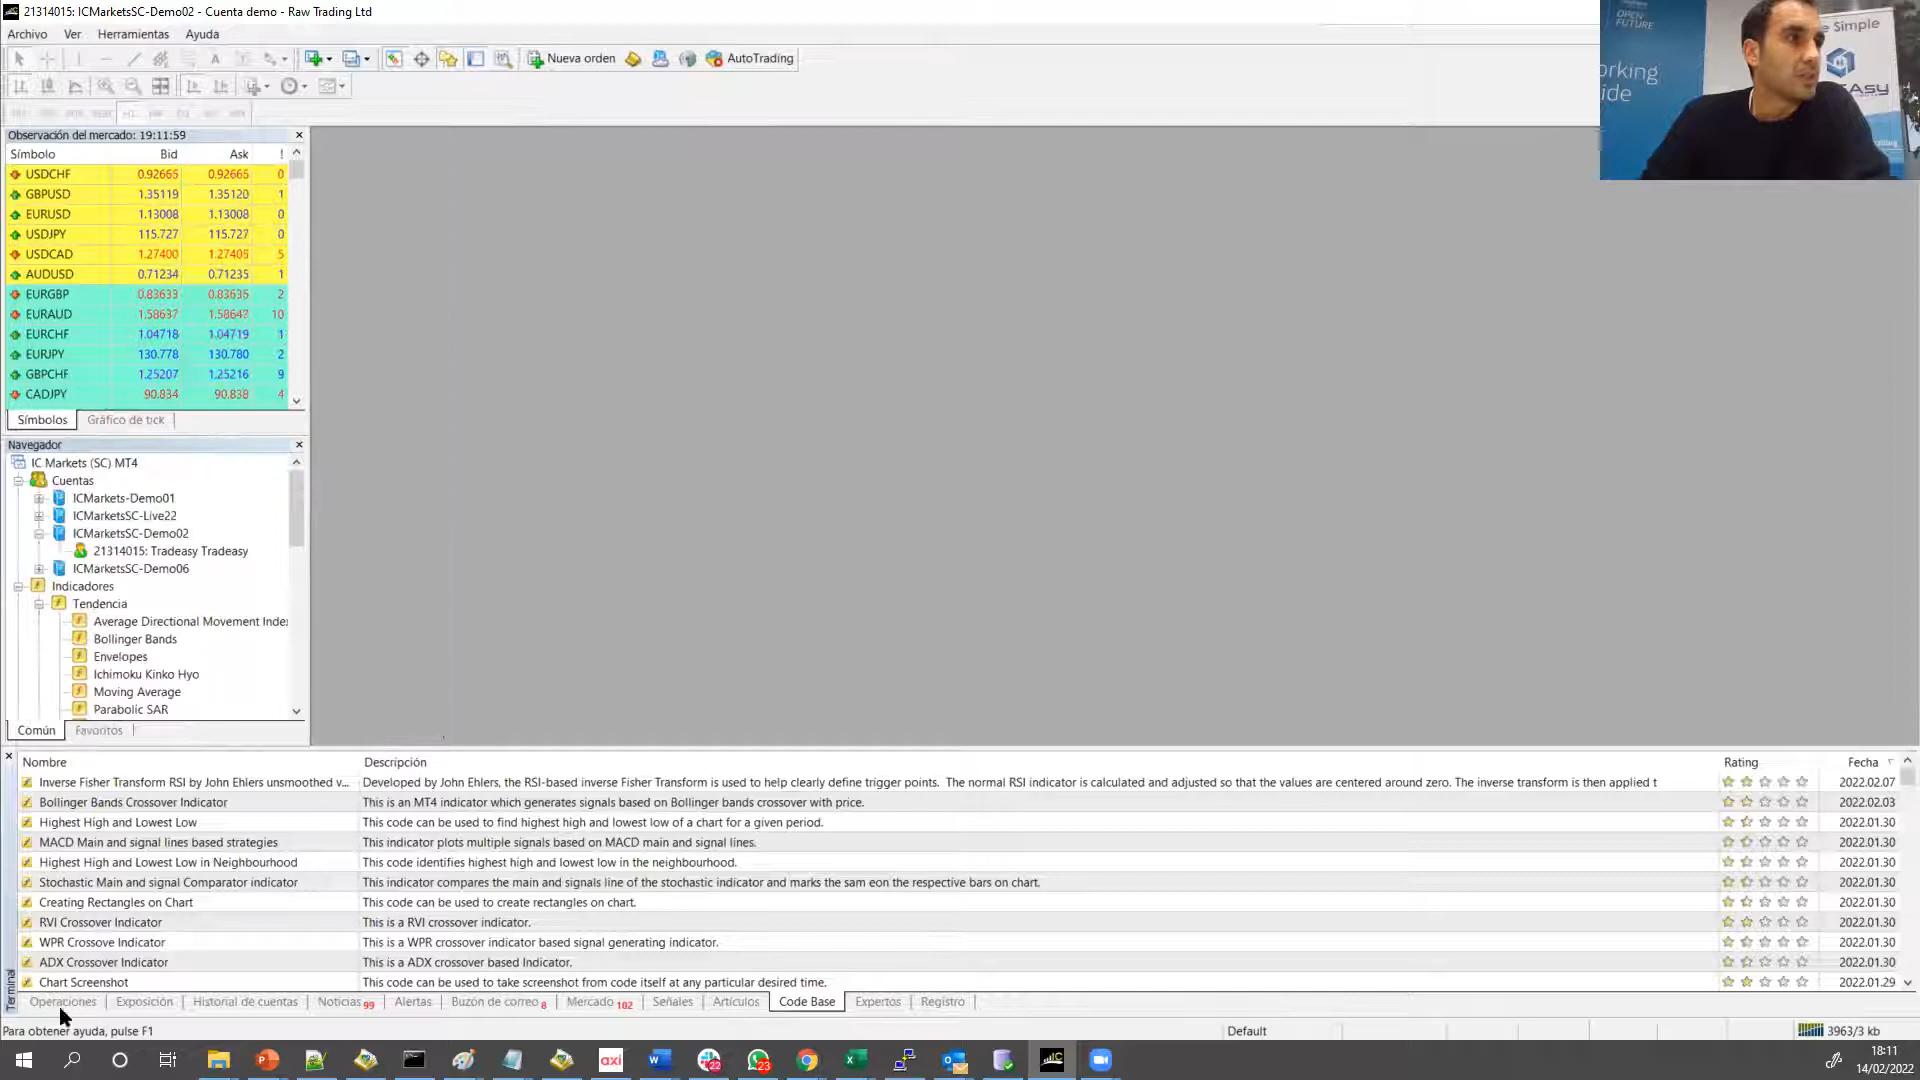 21314015: ICMarketsSC-Demo02 - Cuenta demo - Raw Trading Ltd
Archivo Ver Herramientas Ayuda
Nueva orden AutoTrading
OPEN FUTURE
e Simple
orking
ide
EASY
Observación del mercado: 19:11:59
Símbolo Bid Ask !
USDCHF 0.92665 0.92665 0
GBPUSD 1.35119 1.35120 1
EURUSD 1.13008 1.13008 0
USDJPY 115.727 115.727 0
USDCAD 1.27400 1.27405 5
AUDUSD 0.71234 0.71235 1
EURGBP 0.83633 0.83635 2
EURAUD 1.58637 1.58647 10
EURCHF 1.04718 1.04719 1
EURJPY 130.778 130.780 2
GBPCHF 1.25207 1.25216 9
CADJPY 90.834 90.838 4
Símbolos Gráfico de tick
Navegador
IC Markets (SC) MT4
Cuentas
ICMarkets-Demo01
ICMarketsSC-Live22
ICMarketsSC-Demo02
21314015: Tradeasy Tradeasy
ICMarketsSC-Demo06
Indicadores
Tendencia
Average Directional Movement Inde
Bollinger Bands
Envelopes
Ichimoku Kinko Hyo
Moving Average
Parabolic SAR
Común Favoritos
Nombre Descripción Rating Fecha
Inverse Fisher Transform RSI by John Ehlers unsmoothed v... Developed by John Ehlers, the RSI-based inverse Fisher Transform is used to help clearly define trigger points. The normal RSI indicator is calculated and adjusted so that the values are centered around zero. The inverse transform is then applied t 2022.02.07
Bollinger Bands Crossover Indicator This is an MT4 indicator which generates signals based on Bollinger bands crossover with price. 2022.02.03
Highest High and Lowest Low This code can be used to find highest high and lowest low of a chart for a given period. 2022.01.30
MACD Main and signal lines based strategies This indicator plots multiple signals based on MACD main and signal lines. 2022.01.30
Highest High and Lowest Low in Neighbourhood This code identifies highest high and lowest low in the neighbourhood. 2022.01.30
Stochastic Main and signal Comparator indicator This indicator compares the main and signals line of the stochastic indicator and marks the sam eon the respective bars on chart. 2022.01.30
Creating Rectangles on Chart This code can be used to create rectangles on chart. 2022.01.30
RVI Crossover Indicator This is a RVI crossover indicator. 2022.01.30
WPR Crossove Indicator This is a WPR crossover indicator based signal generating indicator. 2022.01.30
ADX Crossover Indicator This is a ADX crossover based Indicator. 2022.01.30
Chart Screenshot This code can be used to take screenshot from code itself at any particular desired time. 2022.01.29
Terminal
Operaciones Exposición Historial de cuentas Noticias 99 Alertas Buzón de correo 8 Mercado 102 Señales Artículos Code Base Expertos Registro
Para obtener ayuda, pulse F1 Default 3963/3 kb
axi 22 23
18:11
14/02/2022